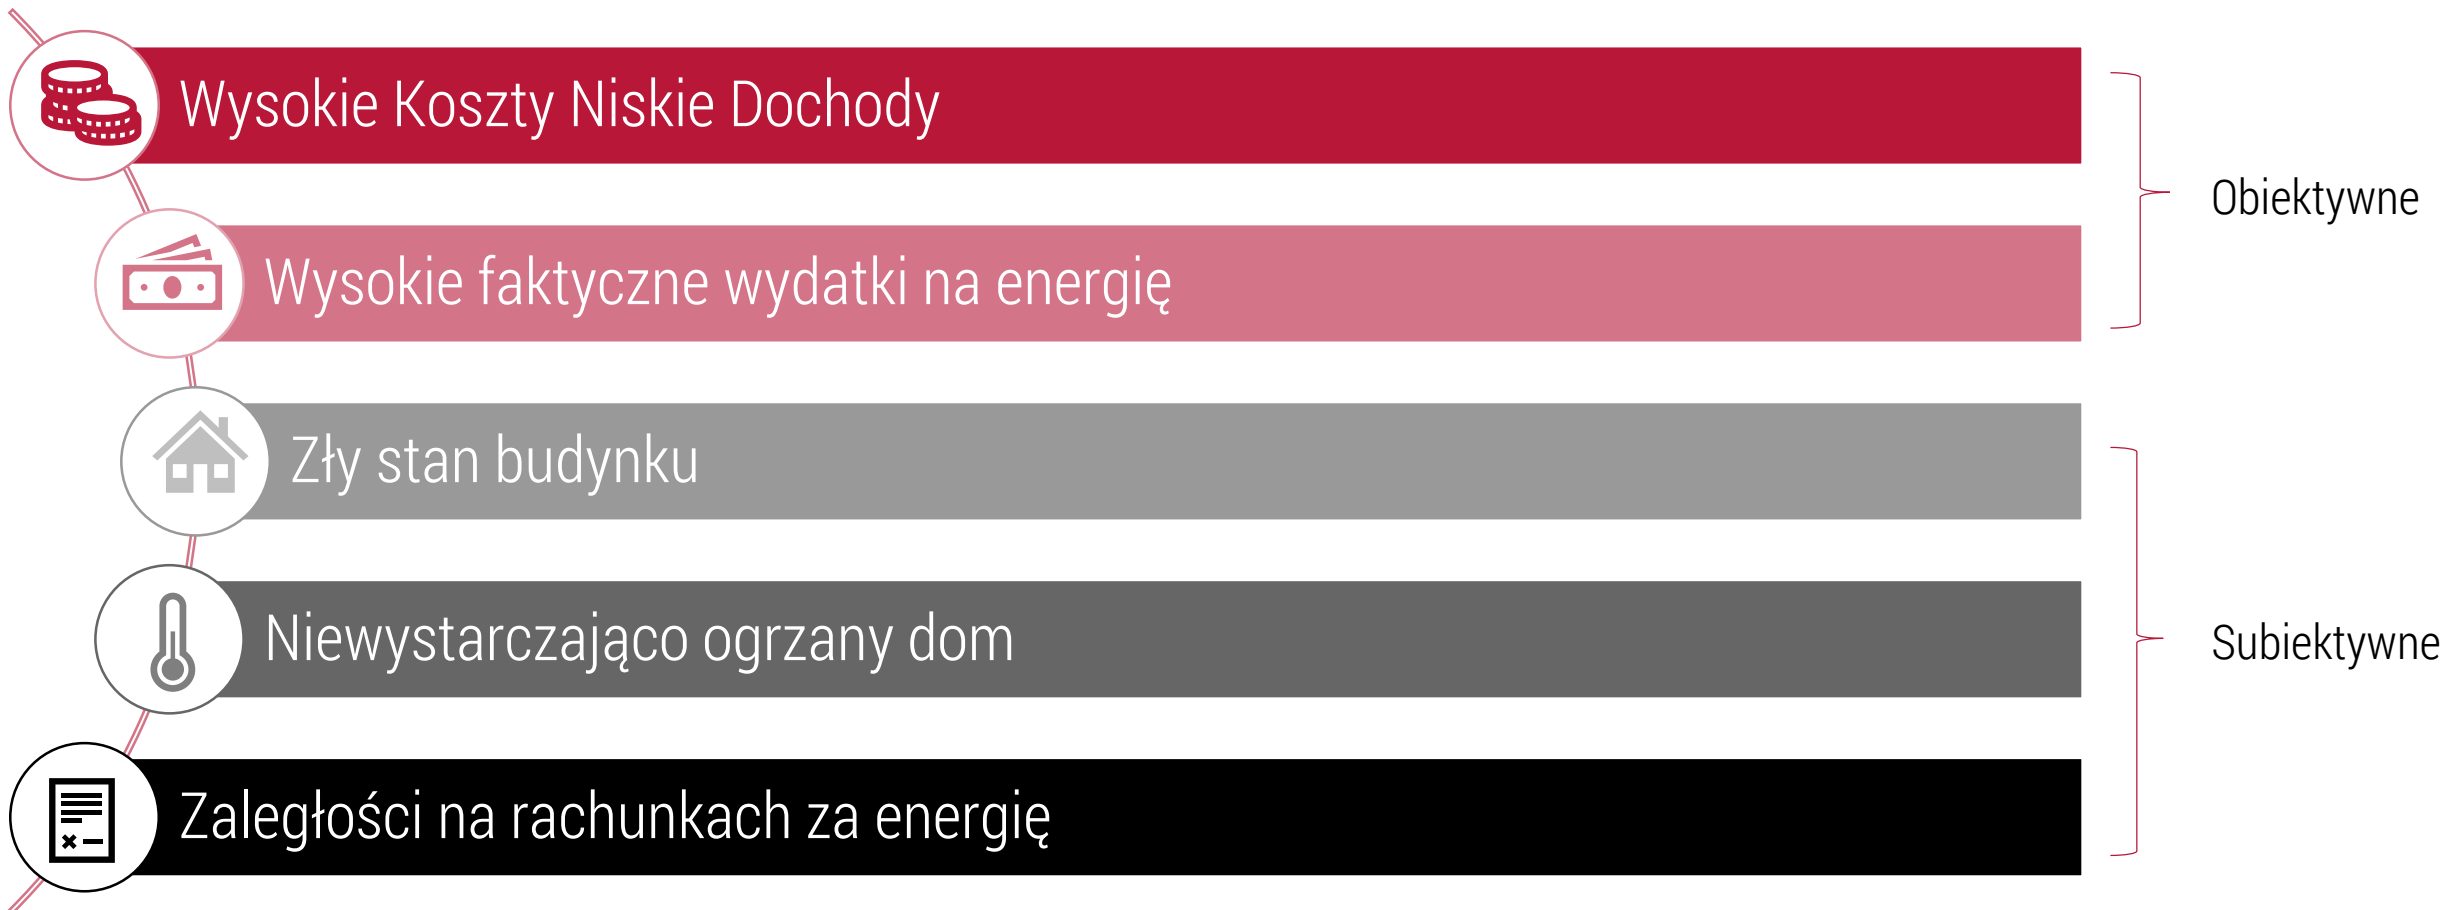 Wysokie Koszty Niskie Dochody
Wysokie faktyczne wydatki na energię
Obiektywne
Zły stan budynku
Niewystarczająco ogrzany dom
Zaległości na rachunkach za energię
Subiektywne